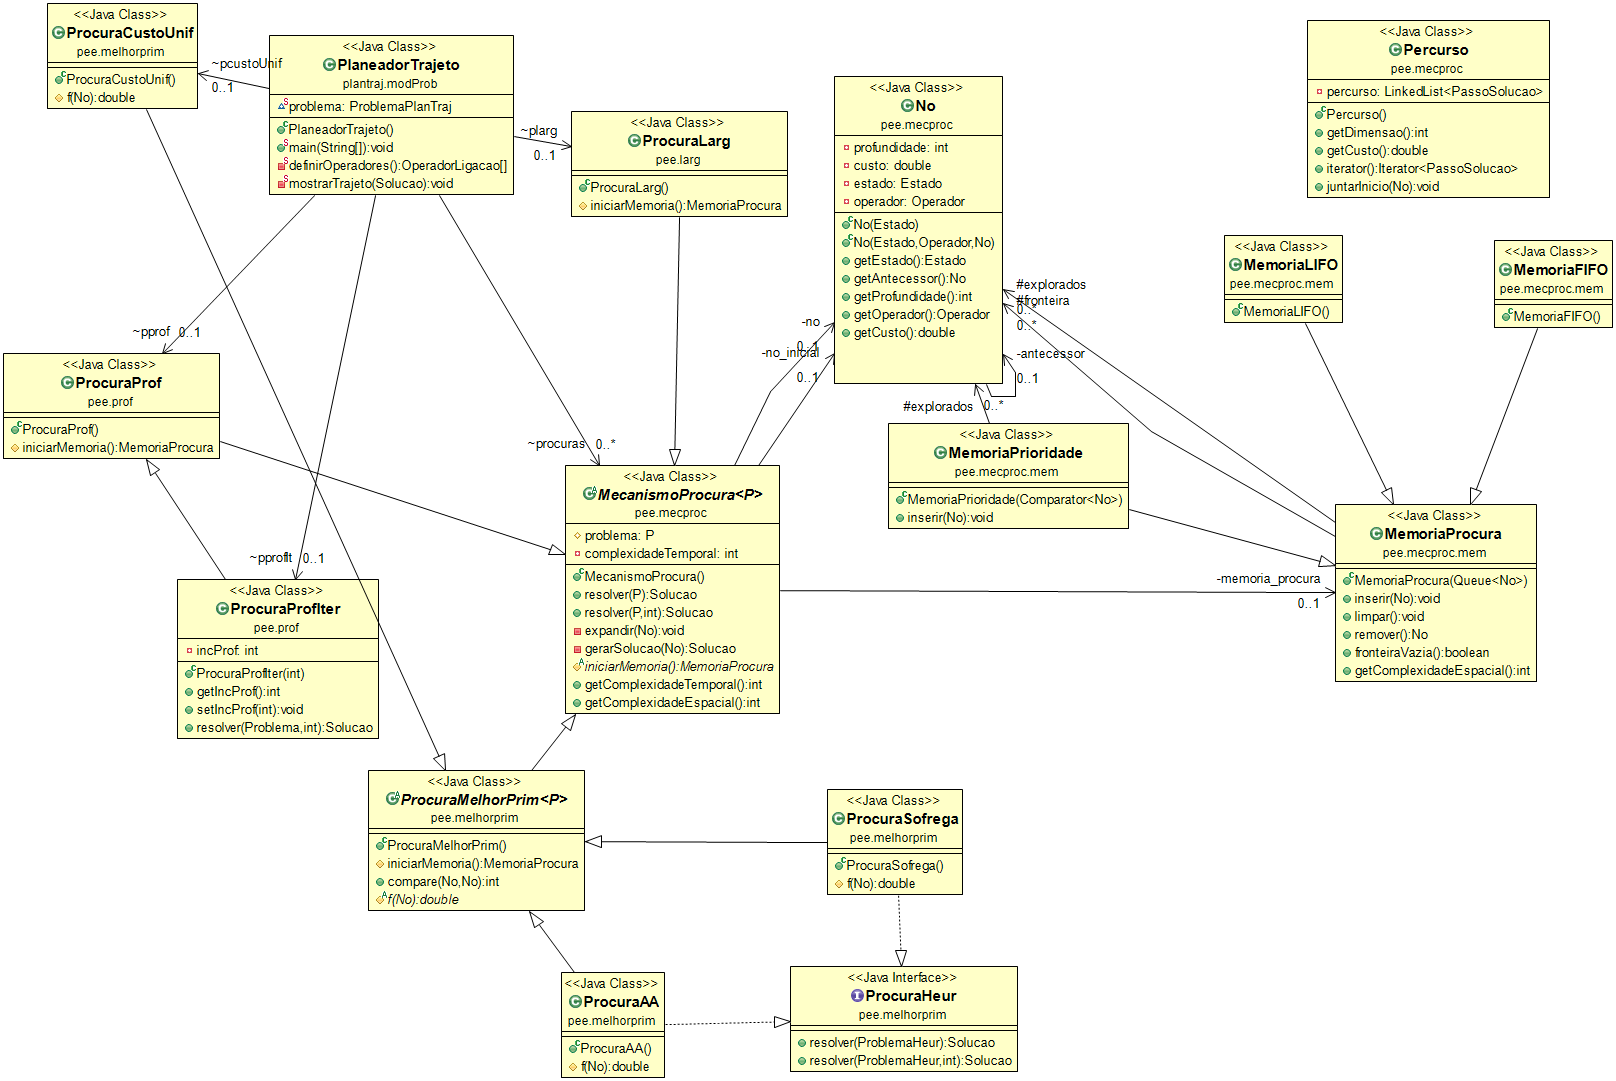 <<Java Class>>
ProcuraCustoUnif
pee.melhorprim
ProcuraCustoUnif()
f(No):double
~pcustoUnif
0..1
<<Java Class>>
PlaneadorTrajeto
plantraj.modProb
problema: ProblemaPlanTraj
PlaneadorTrajeto()
main(String[]):void
definirOperadores():OperadorLigacao[]
mostrarTrajeto(Solucao):void
~plarg
0..1
<<Java Class>>
ProcuraLarg
pee.larg
ProcuraLarg()
iniciarMemoria():MemoriaProcura
<<Java Class>>
No
pee.mecproc
profundidade: int
custo: double
estado: Estado
operador: Operador
No(Estado)
No(Estado,Operador,No)
getEstado():Estado
getAntecessor():No
getProfundidade():int
getOperador():Operador
getCusto():double
<<Java Class>>
Percurso
pee.mecproc
percurso: LinkedList<PassoSolucao>
Percurso()
getDimensao():int
getCusto():double
iterator():Iterator<PassoSolucao>
juntarInicio(No):void
<<Java Class>>
MemoriaLIFO
pee.mecproc.mem
MemoriaLIFO()
<<Java Class>>
MemoriaFIFO
pee.mecproc.mem
MemoriaFIFO()
#explorados
#fronteira
0..*
0..*
-antecessor
0..1
-no
0..1
-no_inicial
0..1
~pprof
0..1
<<Java Class>>
ProcuraProf
pee.prof
ProcuraProf()
iniciarMemoria():MemoriaProcura
#explorados
0..*
<<Java Class>>
MemoriaPrioridade
pee.mecproc.mem
MemoriaPrioridade(Comparator<No>)
inserir(No):void
~procuras
0..*
<<Java Class>>
MecanismoProcura<P>
pee.mecproc
problema: P
complexidadeTemporal: int
MecanismoProcura()
resolver(P):Solucao
resolver(P,int):Solucao
expandir(No):void
gerarSolucao(No):Solucao
iniciarMemoria():MemoriaProcura
getComplexidadeTemporal():int
getComplexidadeEspacial():int
<<Java Class>>
MemoriaProcura
pee.mecproc.mem
MemoriaProcura(Queue<No>)
inserir(No):void
limpar():void
remover():No
fronteiraVazia():boolean
getComplexidadeEspacial():int
-memoria_procura
0..1
~pprofIt
0..1
<<Java Class>>
ProcuraProfIter
pee.prof
incProf: int
ProcuraProfIter(int)
getIncProf():int
setIncProf(int):void
resolver(Problema,int):Solucao
<<Java Class>>
ProcuraMelhorPrim<P>
pee.melhorprim
ProcuraMelhorPrim()
iniciarMemoria():MemoriaProcura
compare(No,No):int
f(No):double
<<Java Class>>
ProcuraSofrega
pee.melhorprim
ProcuraSofrega()
f(No):double
<<Java Class>>
ProcuraAA
pee.melhorprim
ProcuraAA()
f(No):double
<<Java Interface>>
ProcuraHeur
pee.melhorprim
resolver(ProblemaHeur):Solucao
resolver(ProblemaHeur,int):Solucao